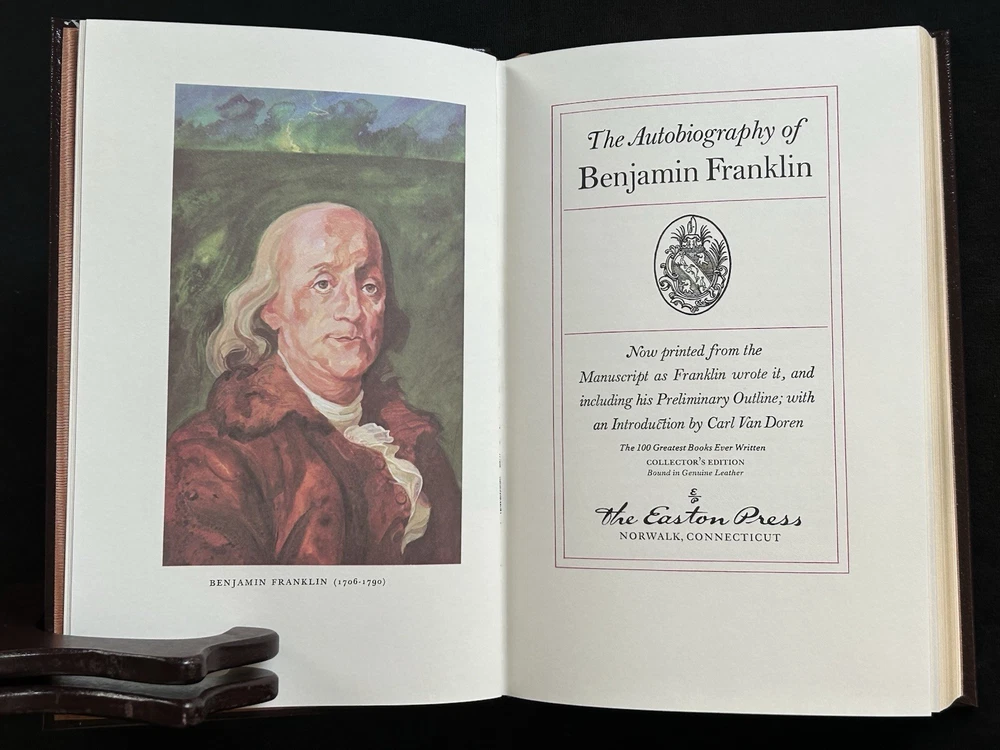 BENJAMIN FRANKLIN (1706-1790)
The Autobiography of
Benjamin Franklin
Now printed from the
Manuscript as Franklin wrote it, and
including his Preliminary Outline; with
an Introduction by Carl Van Doren
The 100 Greatest Books Ever Written
COLLECTOR'S EDITION
Bound in Genuine Leather
The Easton Press
NORWALK, CONNECTICUT